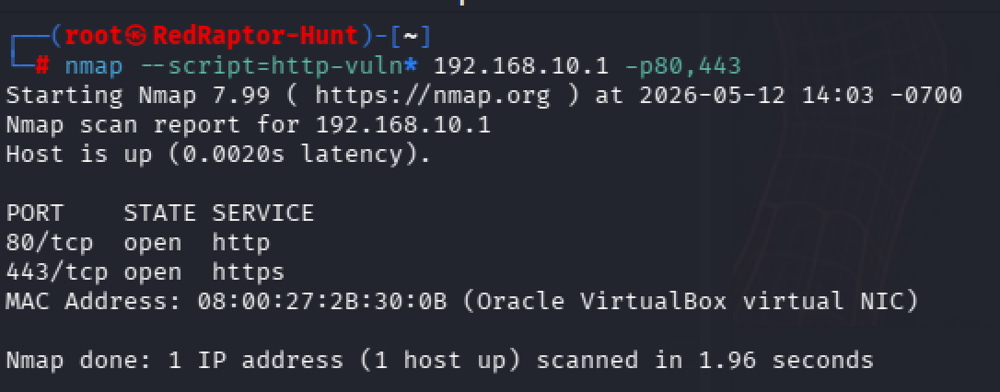 ┌──(root㉿RedRaptor-Hunt)-[~]
└─# nmap --script=http-vuln* 192.168.10.1 -p80,443
Starting Nmap 7.99 ( https://nmap.org ) at 2026-05-12 14:03 -0700
Nmap scan report for 192.168.10.1
Host is up (0.0020s latency).

PORT    STATE SERVICE
80/tcp  open  http
443/tcp open  https
MAC Address: 08:00:27:2B:30:0B (Oracle VirtualBox virtual NIC)

Nmap done: 1 IP address (1 host up) scanned in 1.96 seconds